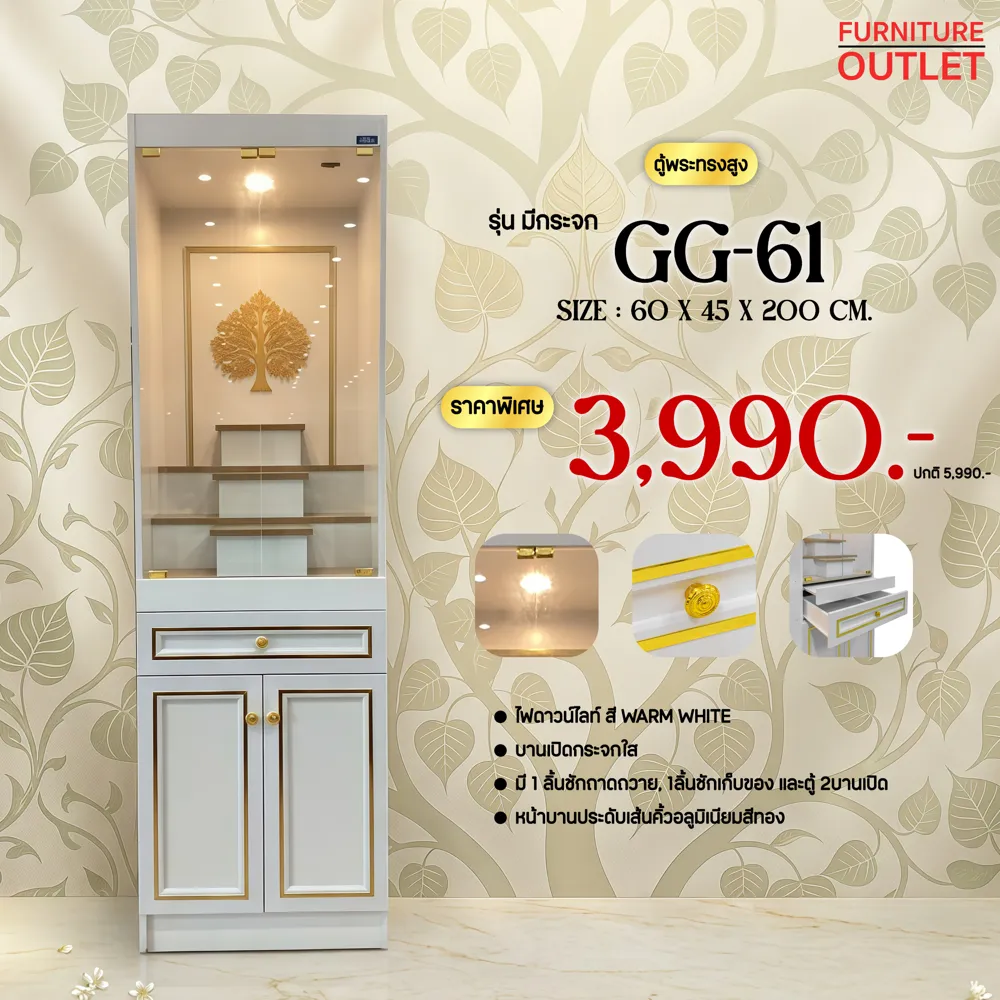 FURNITURE
OUTLET
ตู้พระทรงสูง
รุ่น มีกระจก
GG-61
SIZE : 60 X 45 X 200 CM.
ราคาพิเศษ
3,990.-
ปกติ 5,990.-
ไฟดาวน์ไลท์ สี WARM WHITE
บานเปิดกระจกใส
มี 1 ลิ้นชักถาดถวาย, 1ลิ้นชักเก็บของ และตู้ 2บานเปิด
หน้าบานประดับเส้นคิ้วอลูมิเนียมสีทอง